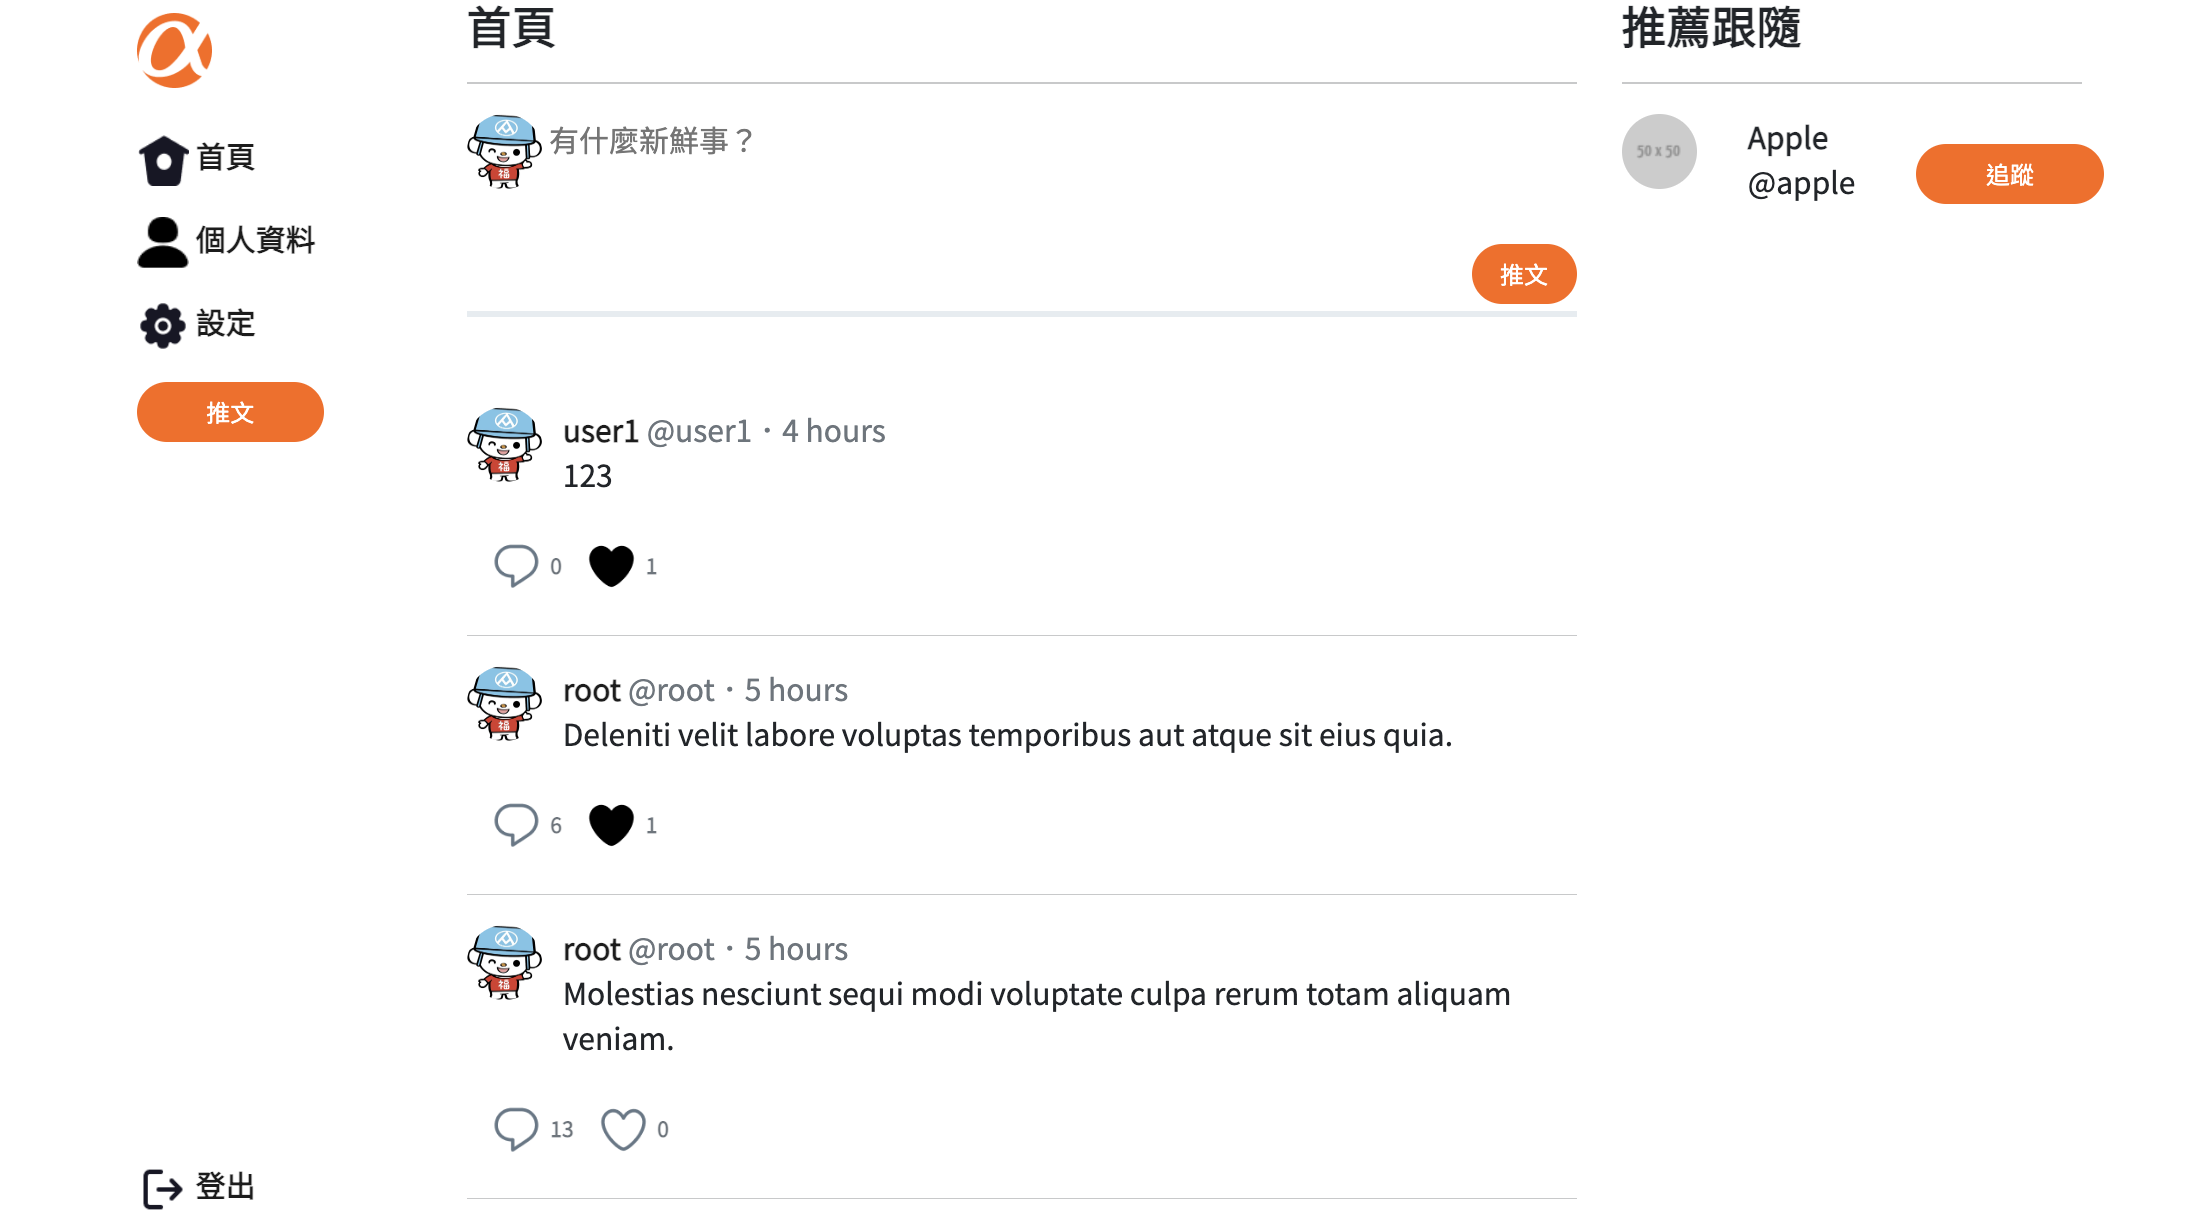 首頁
個人資料
設定
推文
登出
首頁
有什麼新鮮事？
推文
user1 @user1 · 4 hours
123
0 1
root @root · 5 hours
Deleniti velit labore voluptas temporibus aut atque sit eius quia.
6 1
root @root · 5 hours
Molestias nesciunt sequi modi voluptate culpa rerum totam aliquam
veniam.
13 0
推薦跟隨
50 x 50
Apple
@apple
追蹤